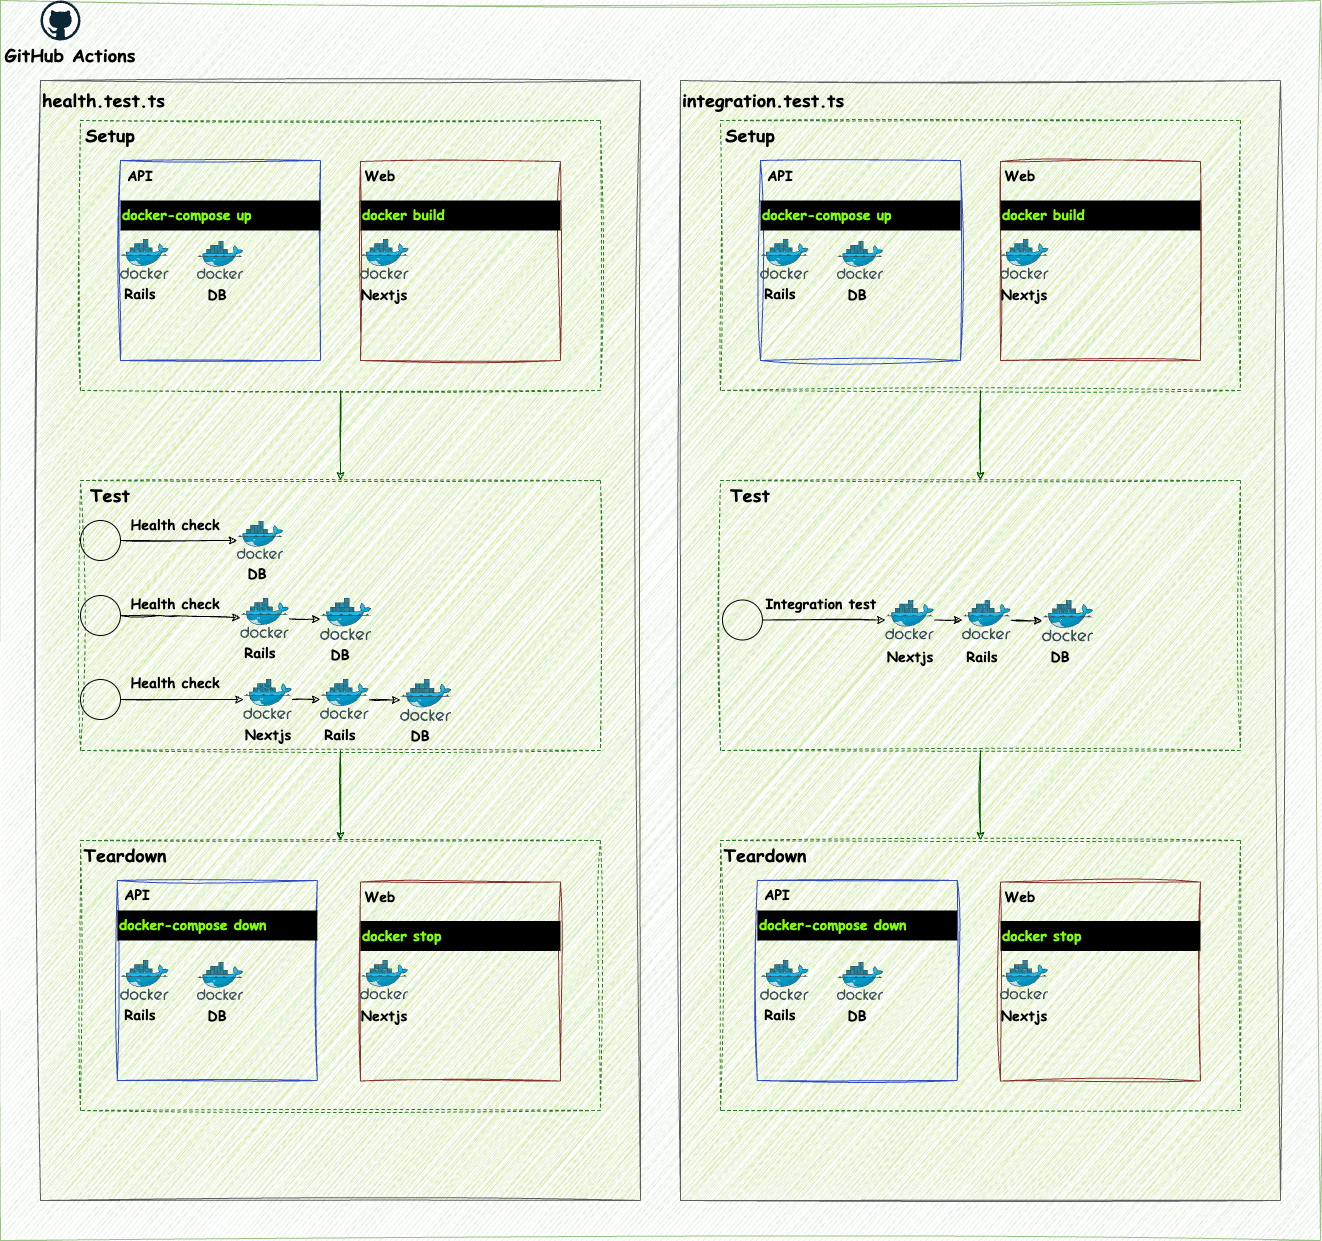 GitHub Actions
health.test.ts
Setup
API
docker-compose up
docker
Rails
docker
DB
Web
docker build
docker
Nextjs
Test
Health check
docker
DB
Health check
docker
Rails
docker
DB
Health check
docker
Nextjs
docker
Rails
docker
DB
Teardown
API
docker-compose down
docker
Rails
docker
DB
Web
docker stop
docker
Nextjs
integration.test.ts
Setup
API
docker-compose up
docker
Rails
docker
DB
Web
docker build
docker
Nextjs
Test
Integration test
docker
Nextjs
docker
Rails
docker
DB
Teardown
API
docker-compose down
docker
Rails
docker
DB
Web
docker stop
docker
Nextjs